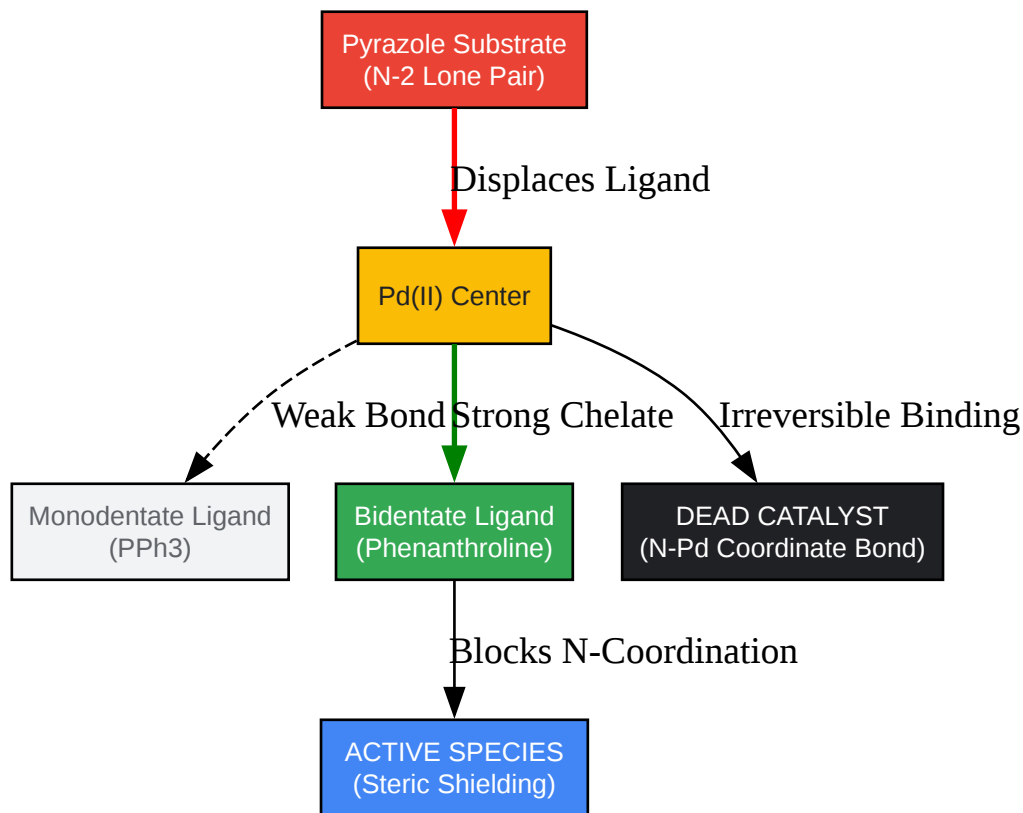 Pyrazole Substrate
(N-2 Lone Pair)
Displaces Ligand
Pd(II) Center
Weak Bond
Strong Chelate
Irreversible Binding
Monodentate Ligand
(PPh3)
Bidentate Ligand
(Phenanthroline)
DEAD CATALYST
(N-Pd Coordinate Bond)
Blocks N-Coordination
ACTIVE SPECIES
(Steric Shielding)